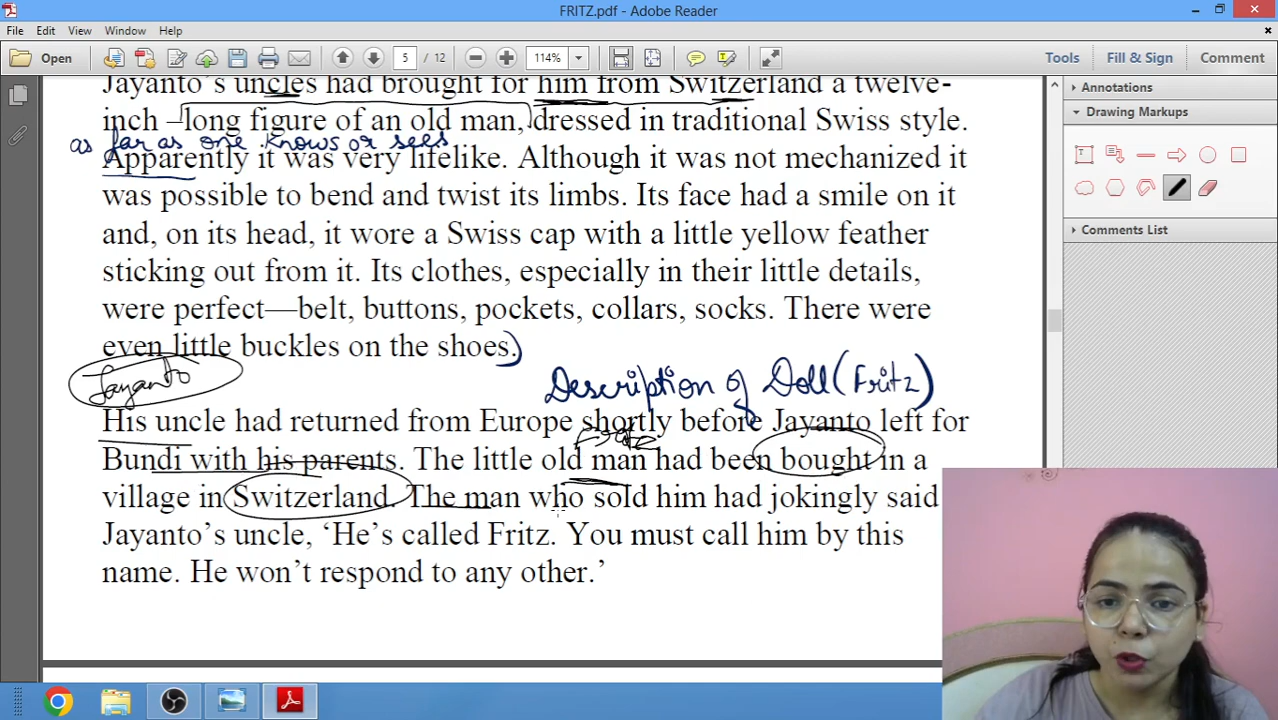 FRITZ.pdf - Adobe Reader
File Edit View Window Help
Open 5 / 12 114% Tools Fill & Sign Comment
Annotations
Drawing Markups
Comments List
Jayanto's uncles had brought for him from Switzerland a twelve-
inch –long figure of an old man, dressed in traditional Swiss style.
as far as one knows or sees
Apparently it was very lifelike. Although it was not mechanized it
was possible to bend and twist its limbs. Its face had a smile on it
and, on its head, it wore a Swiss cap with a little yellow feather
sticking out from it. Its clothes, especially in their little details,
were perfect—belt, buttons, pockets, collars, socks. There were
even little buckles on the shoes.)
Jayanto
Description of Doll (Fritz)
His uncle had returned from Europe shortly before Jayanto left for
Bundi with his parents. The little old man had been bought in a
village in Switzerland. The man who sold him had jokingly said
Jayanto's uncle, 'He's called Fritz. You must call him by this
name. He won't respond to any other.'